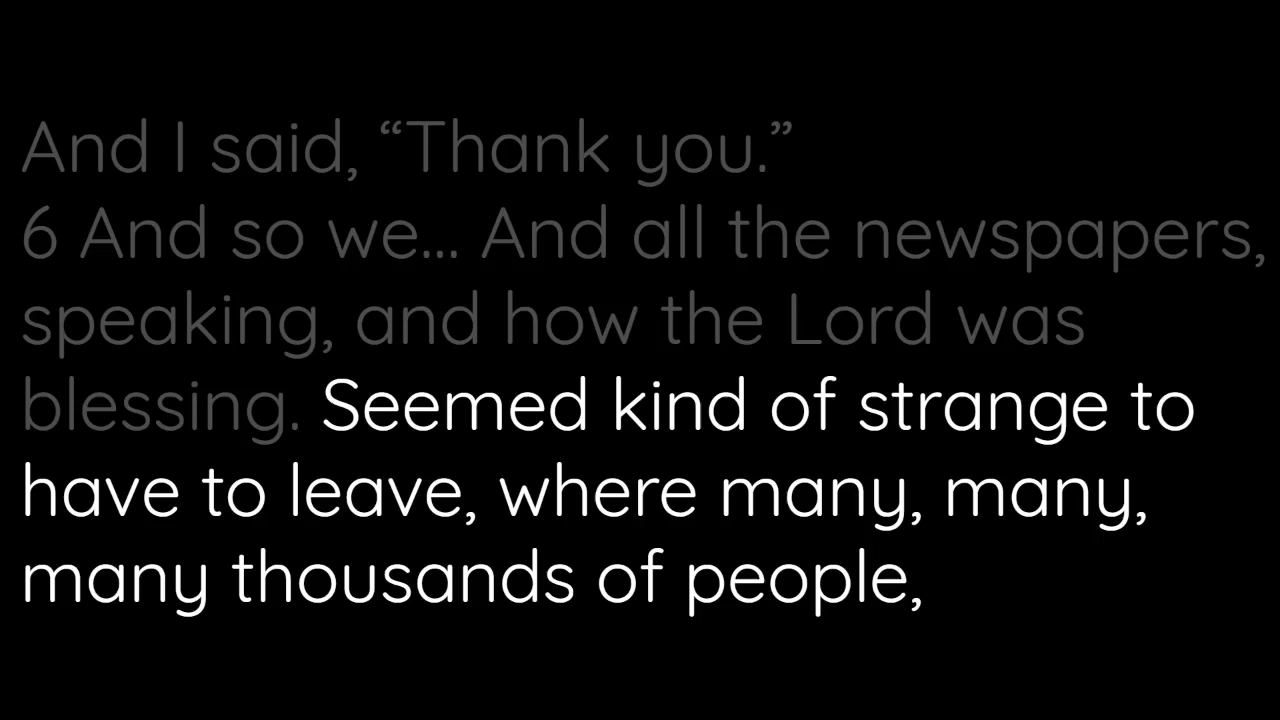 And I said, “Thank you.”
6 And so we... And all the newspapers,
speaking, and how the Lord was
blessing. Seemed kind of strange to
have to leave, where many, many,
many thousands of people,